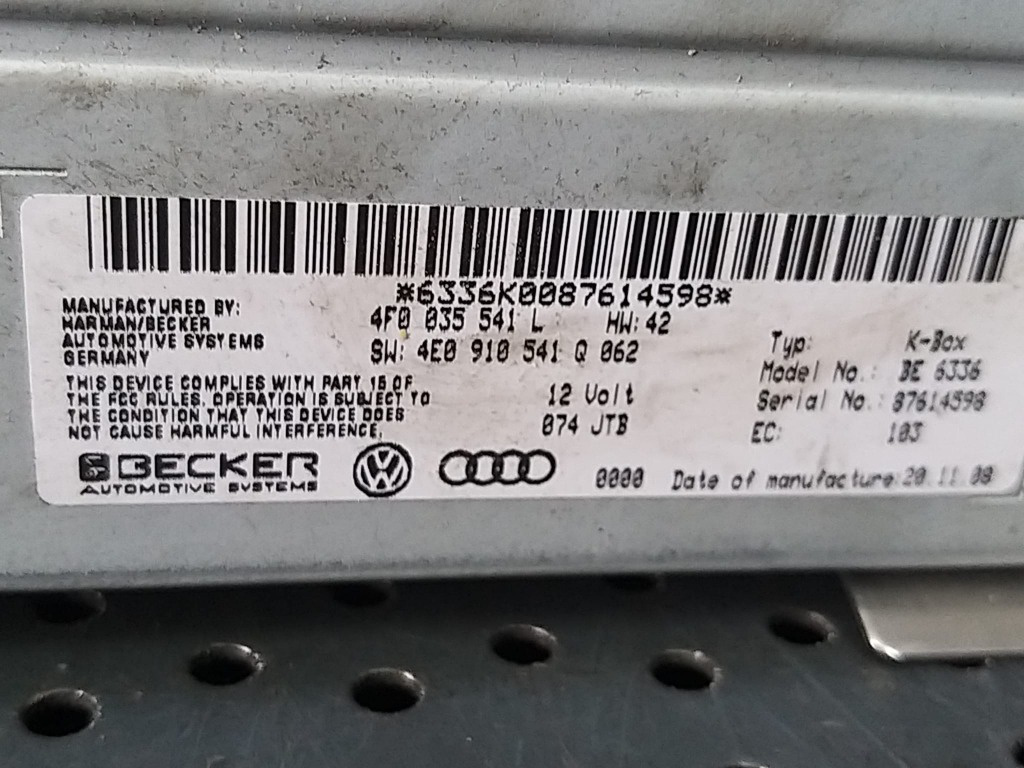 *6336K0087614598*
MANUFACTURED BY:
HARMAN/BECKER
AUTOMOTIVE SYSTEMS
GERMANY
4F0 035 541 L HW: 42
SW: 4E0 910 541 Q 062
THIS DEVICE COMPLIES WITH PART 15 OF
THE FCC RULES. OPERATION IS SUBJECT TO
THE CONDITION THAT THIS DEVICE DOES
NOT CAUSE HARMFUL INTERFERENCE.
12 Volt
074 JTB
Typ: K-Box
Model No.: BE 6336
Serial No.: 87614598
EC: 103
BECKER
AUTOMOTIVE SYSTEMS
0000 Date of manufacture: 20.11.08